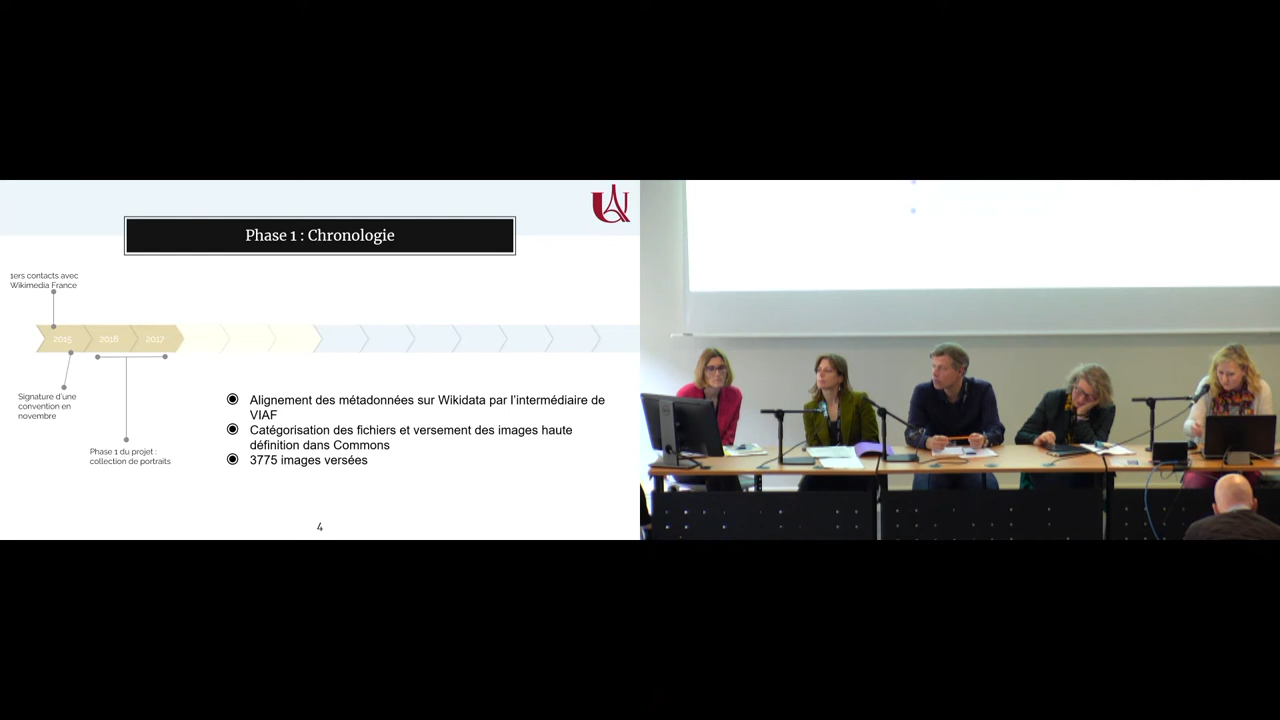 Phase 1 : Chronologie
1ers contacts avec
Wikimedia France
2015
2016
2017
Signature d'une
convention en
novembre
Phase 1 du projet :
collection de portraits
Alignement des métadonnées sur Wikidata par l'intermédiaire de
VIAF
Catégorisation des fichiers et versement des images haute
définition dans Commons
3775 images versées
4